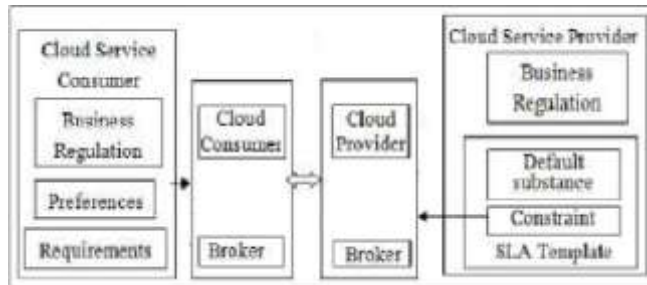 Cloud Service
Consumer
Business
Regulation
Preferences
Requirements
Cloud
Consumer
Broker
Cloud
Provider
Broker
Cloud Service Provider
Business
Regulation
Default
substance
Constraint
SLA Template